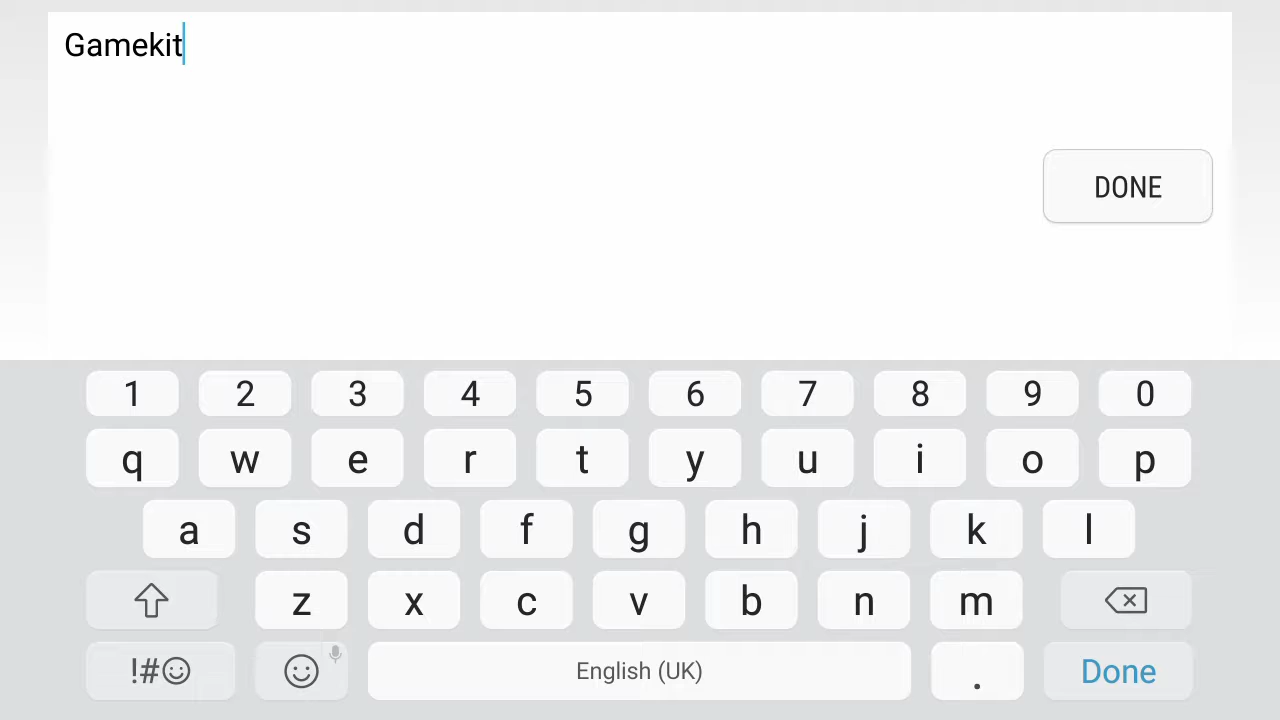 Gamekit
DONE
1 2 3 4 5 6 7 8 9 0
q w e r t y u i o p
a s d f g h j k l
z x c v b n m
!#☺ English (UK) . Done